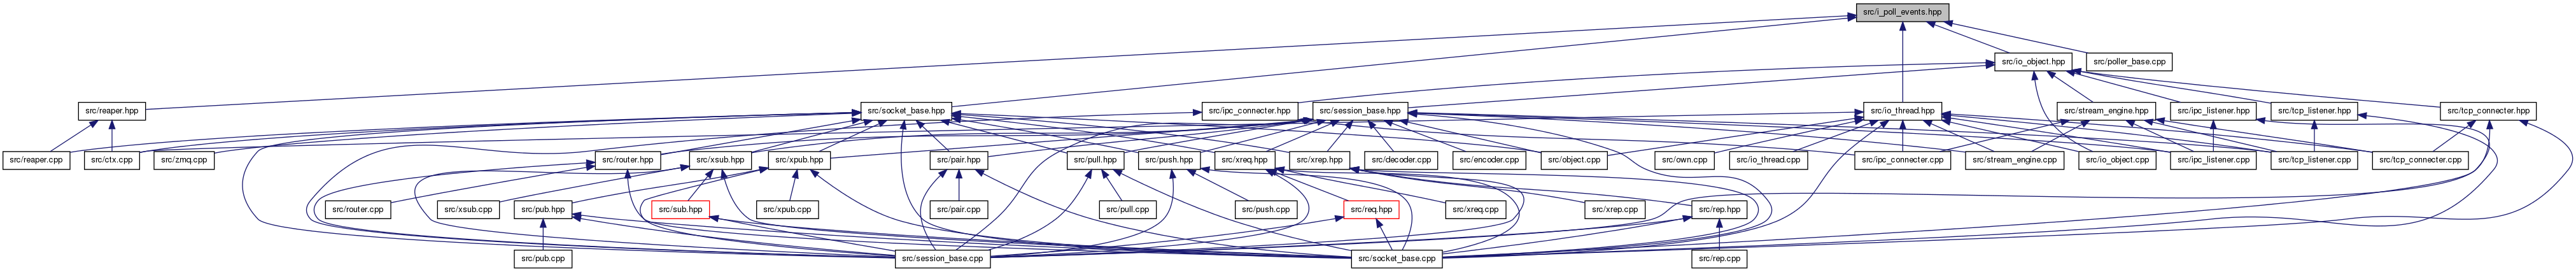 src/i_poll_events.hpp
src/io_object.hpp
src/poller_base.cpp
src/reaper.hpp
src/socket_base.hpp
src/ipc_connecter.hpp
src/session_base.hpp
src/io_thread.hpp
src/stream_engine.hpp
src/ipc_listener.hpp
src/tcp_listener.hpp
src/tcp_connecter.hpp
src/reaper.cpp
src/ctx.cpp
src/zmq.cpp
src/router.hpp
src/xsub.hpp
src/xpub.hpp
src/pair.hpp
src/pull.hpp
src/push.hpp
src/xreq.hpp
src/xrep.hpp
src/decoder.cpp
src/encoder.cpp
src/object.cpp
src/own.cpp
src/io_thread.cpp
src/ipc_connecter.cpp
src/stream_engine.cpp
src/io_object.cpp
src/ipc_listener.cpp
src/tcp_listener.cpp
src/tcp_connecter.cpp
src/router.cpp
src/xsub.cpp
src/pub.hpp
src/sub.hpp
src/xpub.cpp
src/pair.cpp
src/pull.cpp
src/push.cpp
src/req.hpp
src/xreq.cpp
src/xrep.cpp
src/rep.hpp
src/pub.cpp
src/session_base.cpp
src/socket_base.cpp
src/rep.cpp